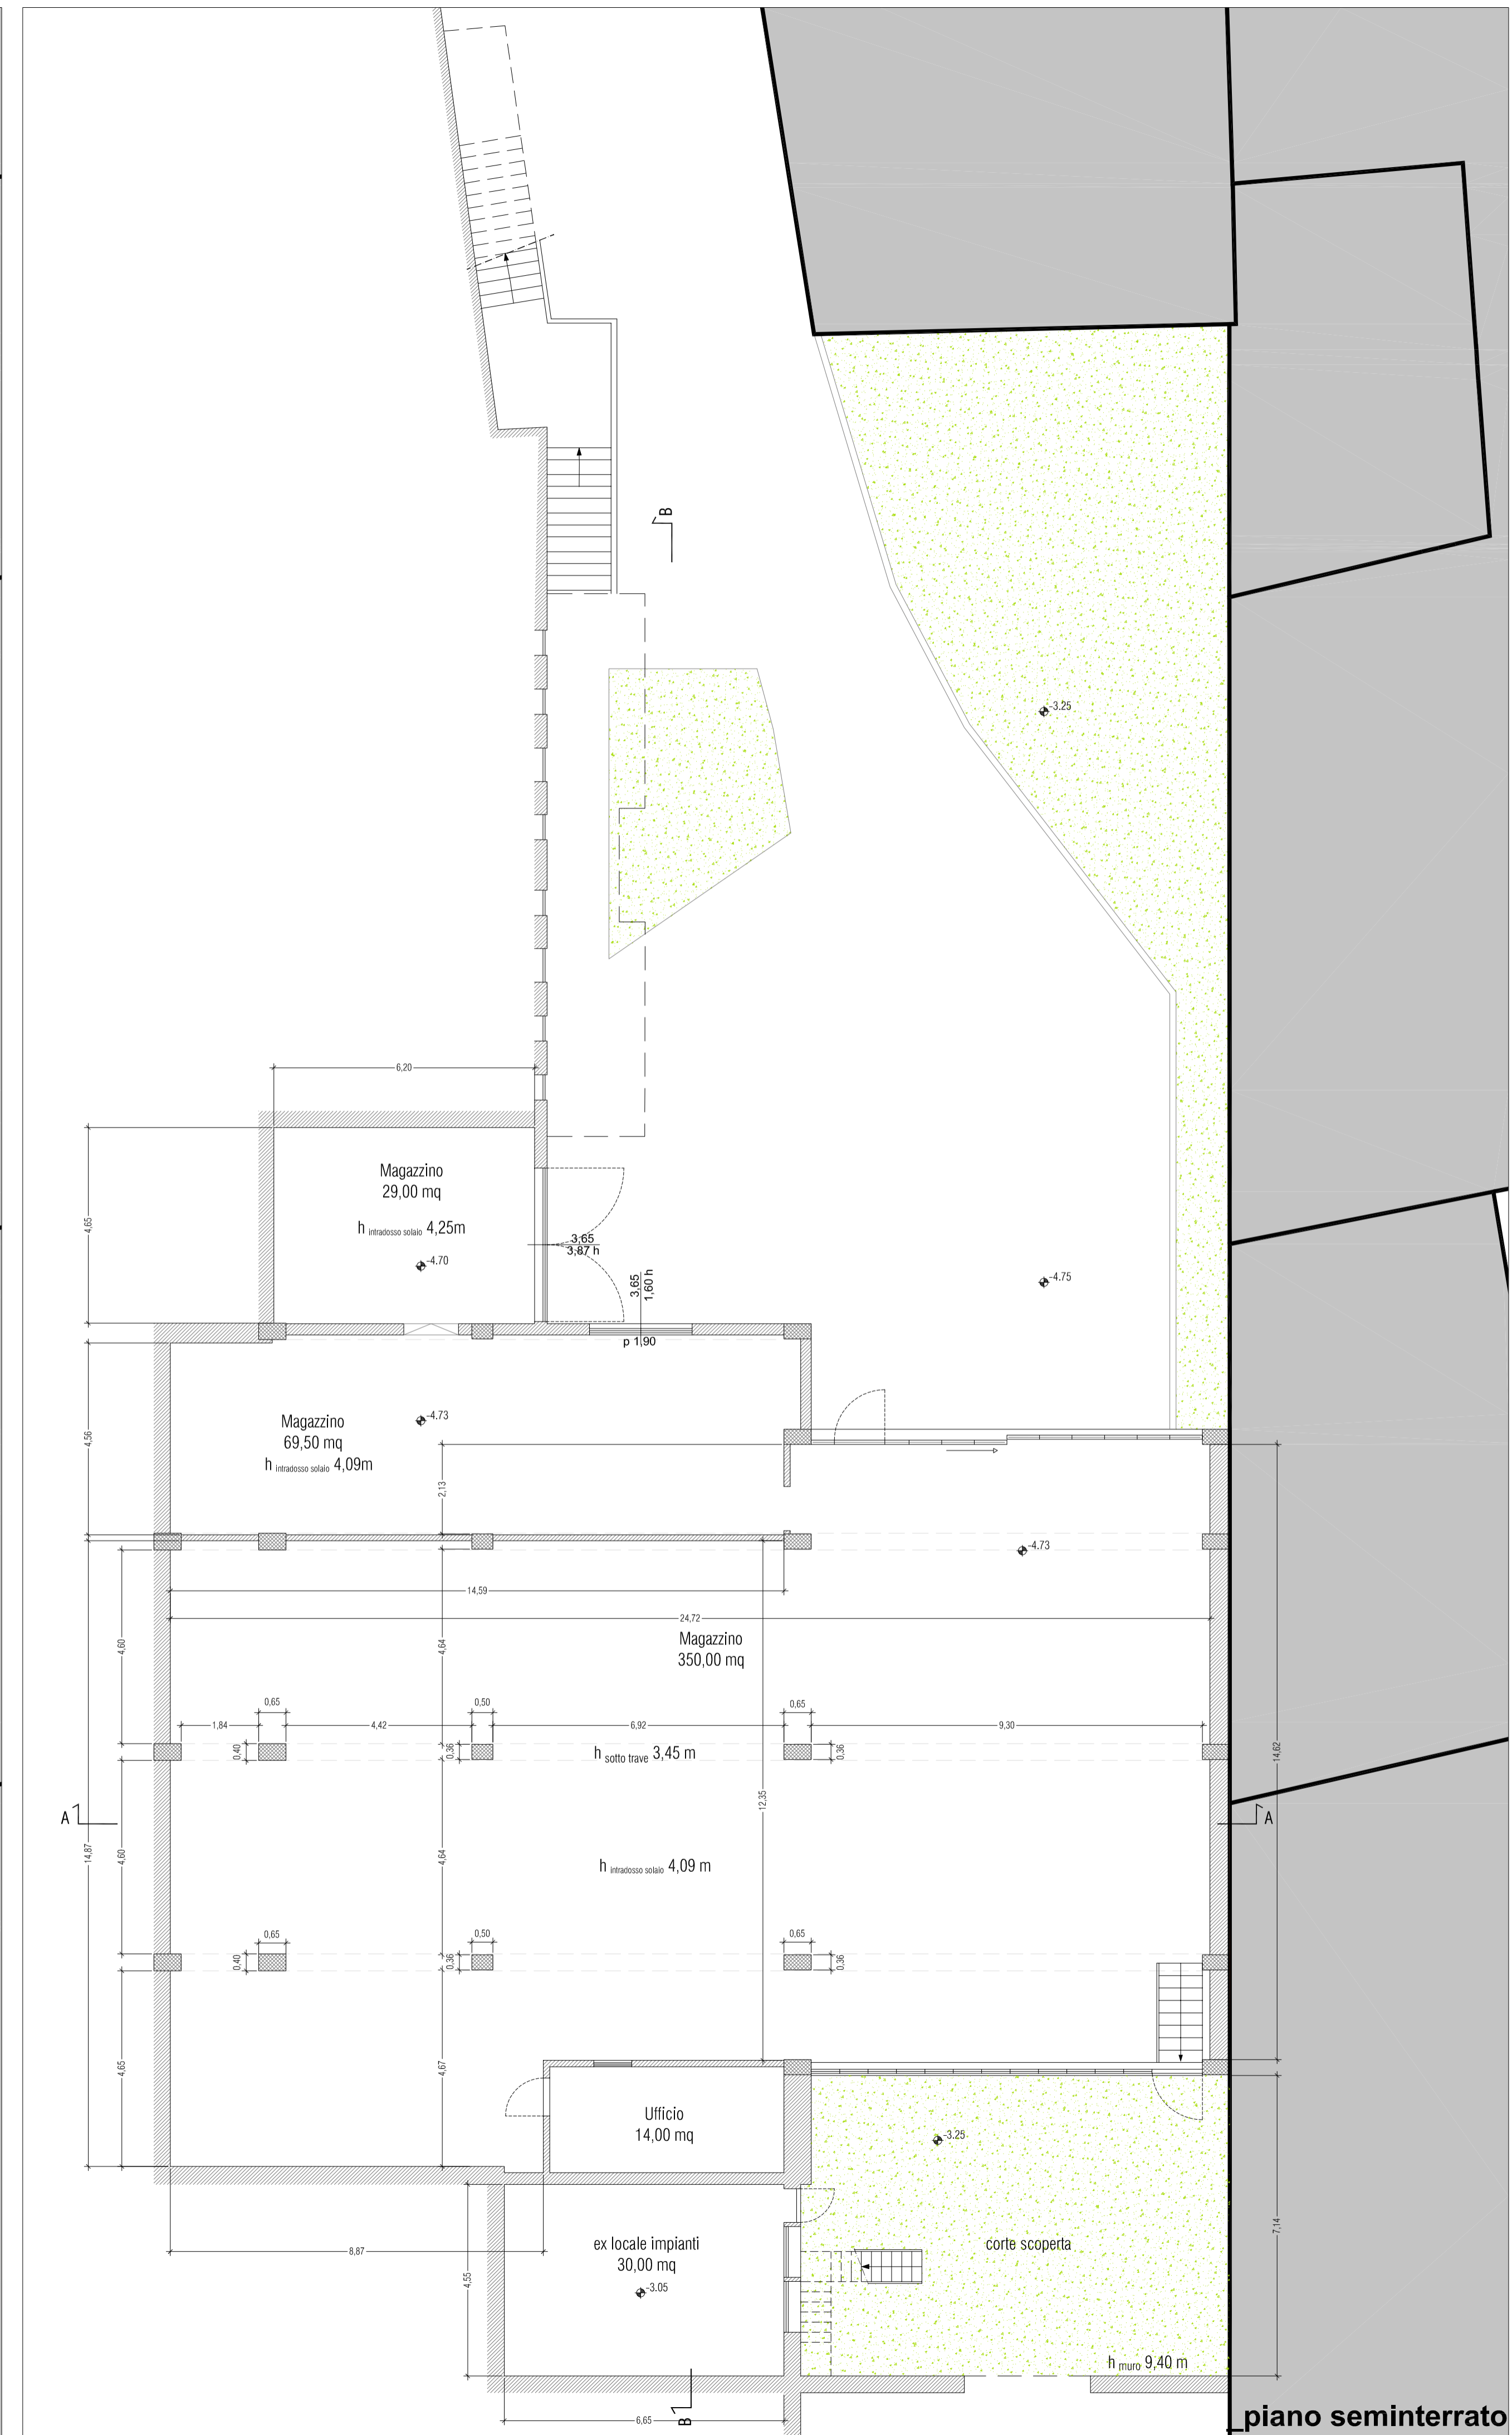 B
-3.25
6,20
Magazzino
29,00 mq
h intradosso solaio 4,25m
-4.70
4,65
3,65
3,87 h
3,65
1,60 h
p 1,90
-4.75
Magazzino
69,50 mq
h intradosso solaio 4,09m
-4.73
4,56
2,13
-4.73
14,59
24,72
Magazzino
350,00 mq
4,60
4,64
0,65
0,50
0,65
1,84
4,42
6,92
9,30
0,40
0,36
h sotto trave 3,45 m
0,36
14,62
12,35
A
A
14,87
4,60
4,64
h intradosso solaio 4,09 m
0,65
0,50
0,65
0,40
0,36
0,36
4,65
4,67
Ufficio
14,00 mq
-3.25
8,87
4,55
ex locale impianti
30,00 mq
-3.05
corte scoperta
7,14
h muro 9,40 m
6,65
B
_piano seminterrato